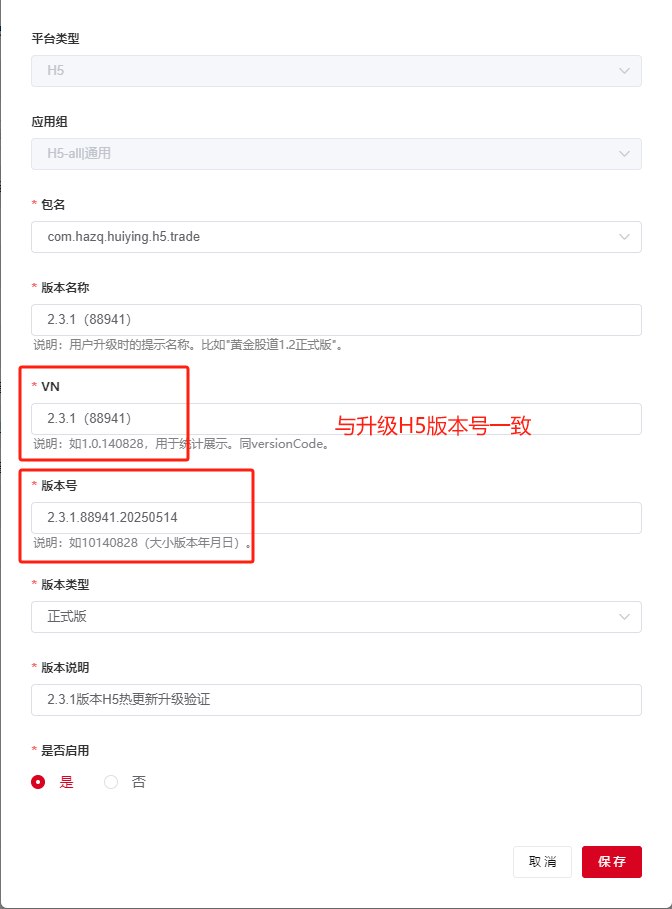 平台类型
H5
应用组
H5-all|通用
* 包名
com.hazq.huiying.h5.trade
* 版本名称
2.3.1（88941）
说明：用户升级时的提示名称。比如"黄金股道1.2正式版"。
* VN
2.3.1（88941）
与升级H5版本号一致
说明：如1.0.140828，用于统计展示。同versionCode。
* 版本号
2.3.1.88941.20250514
说明：如10140828（大小版本年月日）。
* 版本类型
正式版
* 版本说明
2.3.1版本H5热更新升级验证
* 是否启用
是 否
取消 保存